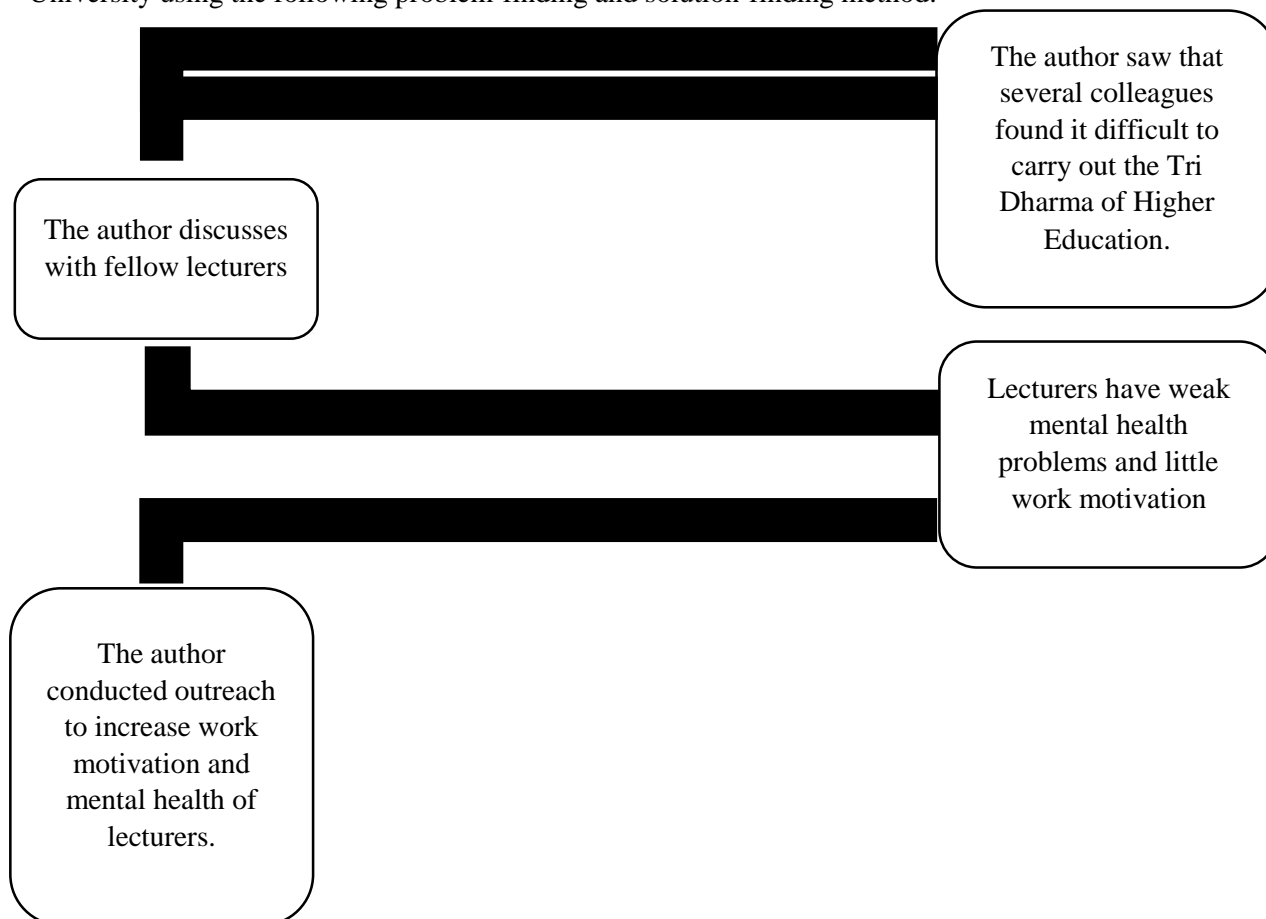 University using the following problem-finding and solution-finding method:
The author saw that
several colleagues
found it difficult to
carry out the Tri
Dharma of Higher
Education.
The author discusses
with fellow lecturers
Lecturers have weak
mental health
problems and little
work motivation
The author
conducted outreach
to increase work
motivation and
mental health of
lecturers.